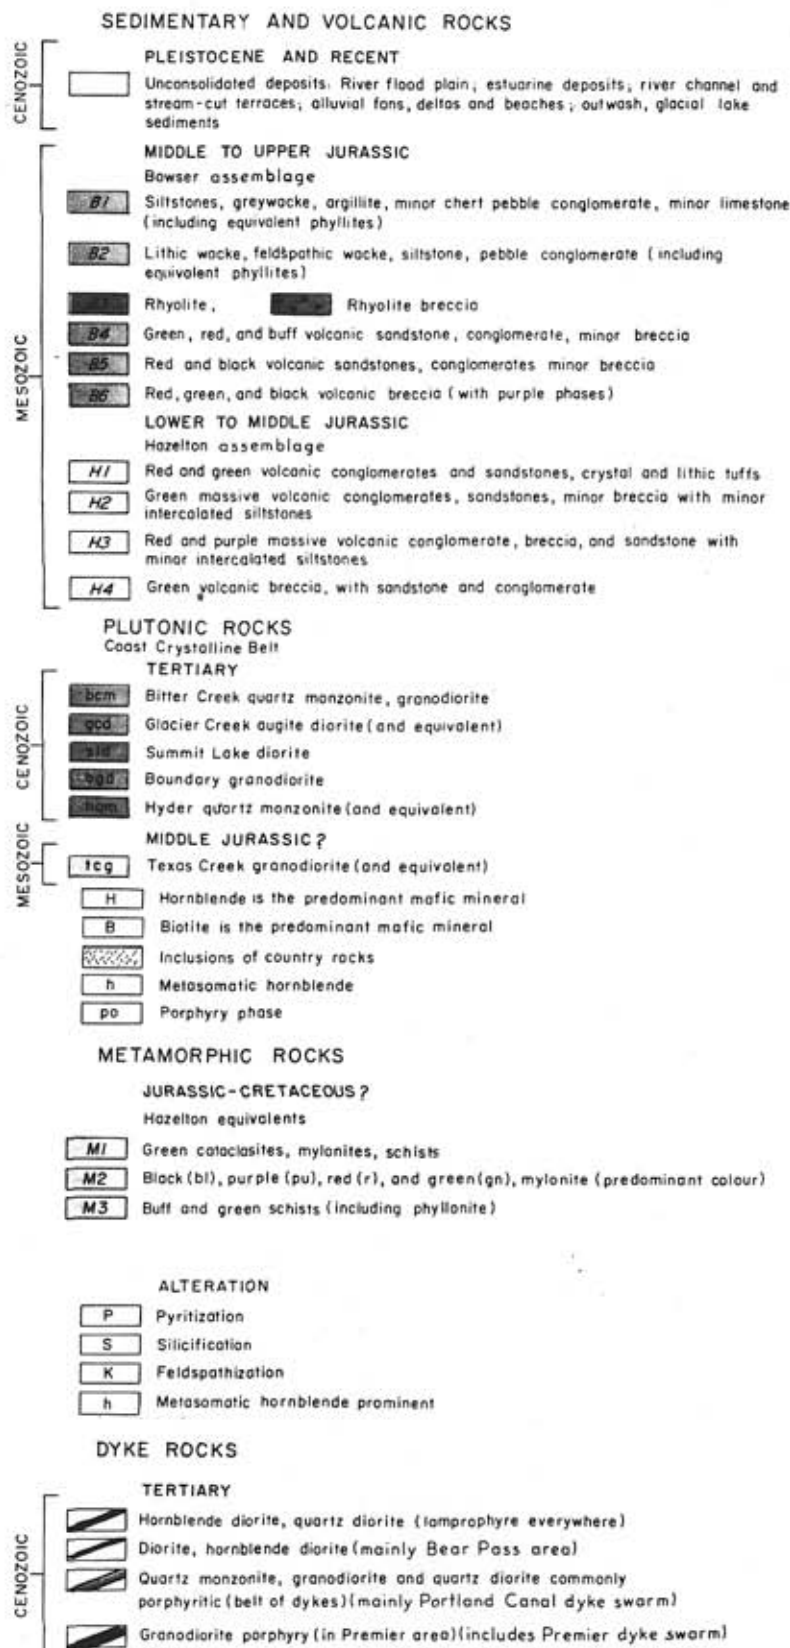 SEDIMENTARY AND VOLCANIC ROCKS
CENOZOIC
PLEISTOCENE AND RECENT
Unconsolidated deposits. River flood plain; estuarine deposits; river channel and
stream-cut terraces; alluvial fans, deltas and beaches; outwash, glacial lake
sediments
MESOZOIC
MIDDLE TO UPPER JURASSIC
Bowser assemblage
B1 Siltstones, greywacke, argillite, minor chert pebble conglomerate, minor limestone
(including equivalent phyllites)
B2 Lithic wacke, feldspathic wacke, siltstone, pebble conglomerate (including
equivalent phyllites)
Rhyolite, Rhyolite breccia
B4 Green, red, and buff volcanic sandstone, conglomerate, minor breccia
B5 Red and black volcanic sandstones, conglomerates minor breccia
B6 Red, green, and black volcanic breccia (with purple phases)
LOWER TO MIDDLE JURASSIC
Hazelton assemblage
H1 Red and green volcanic conglomerates and sandstones, crystal and lithic tuffs
H2 Green massive volcanic conglomerates, sandstones, minor breccia with minor
intercalated siltstones
H3 Red and purple massive volcanic conglomerate, breccia, and sandstone with
minor intercalated siltstones
H4 Green volcanic breccia, with sandstone and conglomerate
PLUTONIC ROCKS
Coast Crystalline Belt
CENOZOIC
TERTIARY
bcm Bitter Creek quartz monzonite, granodiorite
gcd Glacier Creek augite diorite (and equivalent)
sld Summit Lake diorite
bgd Boundary granodiorite
hqm Hyder quartz monzonite (and equivalent)
MESOZOIC
MIDDLE JURASSIC?
tcg Texas Creek granodiorite (and equivalent)
H Hornblende is the predominant mafic mineral
B Biotite is the predominant mafic mineral
Inclusions of country rocks
h Metasomatic hornblende
po Porphyry phase
METAMORPHIC ROCKS
JURASSIC-CRETACEOUS?
Hazelton equivalents
M1 Green cataclasites, mylonites, schists
M2 Black (bl), purple (pu), red (r), and green (gn), mylonite (predominant colour)
M3 Buff and green schists (including phyllonite)
ALTERATION
P Pyritization
S Silicification
K Feldspathization
h Metasomatic hornblende prominent
DYKE ROCKS
CENOZOIC
TERTIARY
Hornblende diorite, quartz diorite (lamprophyre everywhere)
Diorite, hornblende diorite (mainly Bear Pass area)
Quartz monzonite, granodiorite and quartz diorite commonly
porphyritic (belt of dykes) (mainly Portland Canal dyke swarm)
Granodiorite porphyry (in Premier area) (includes Premier dyke swarm)